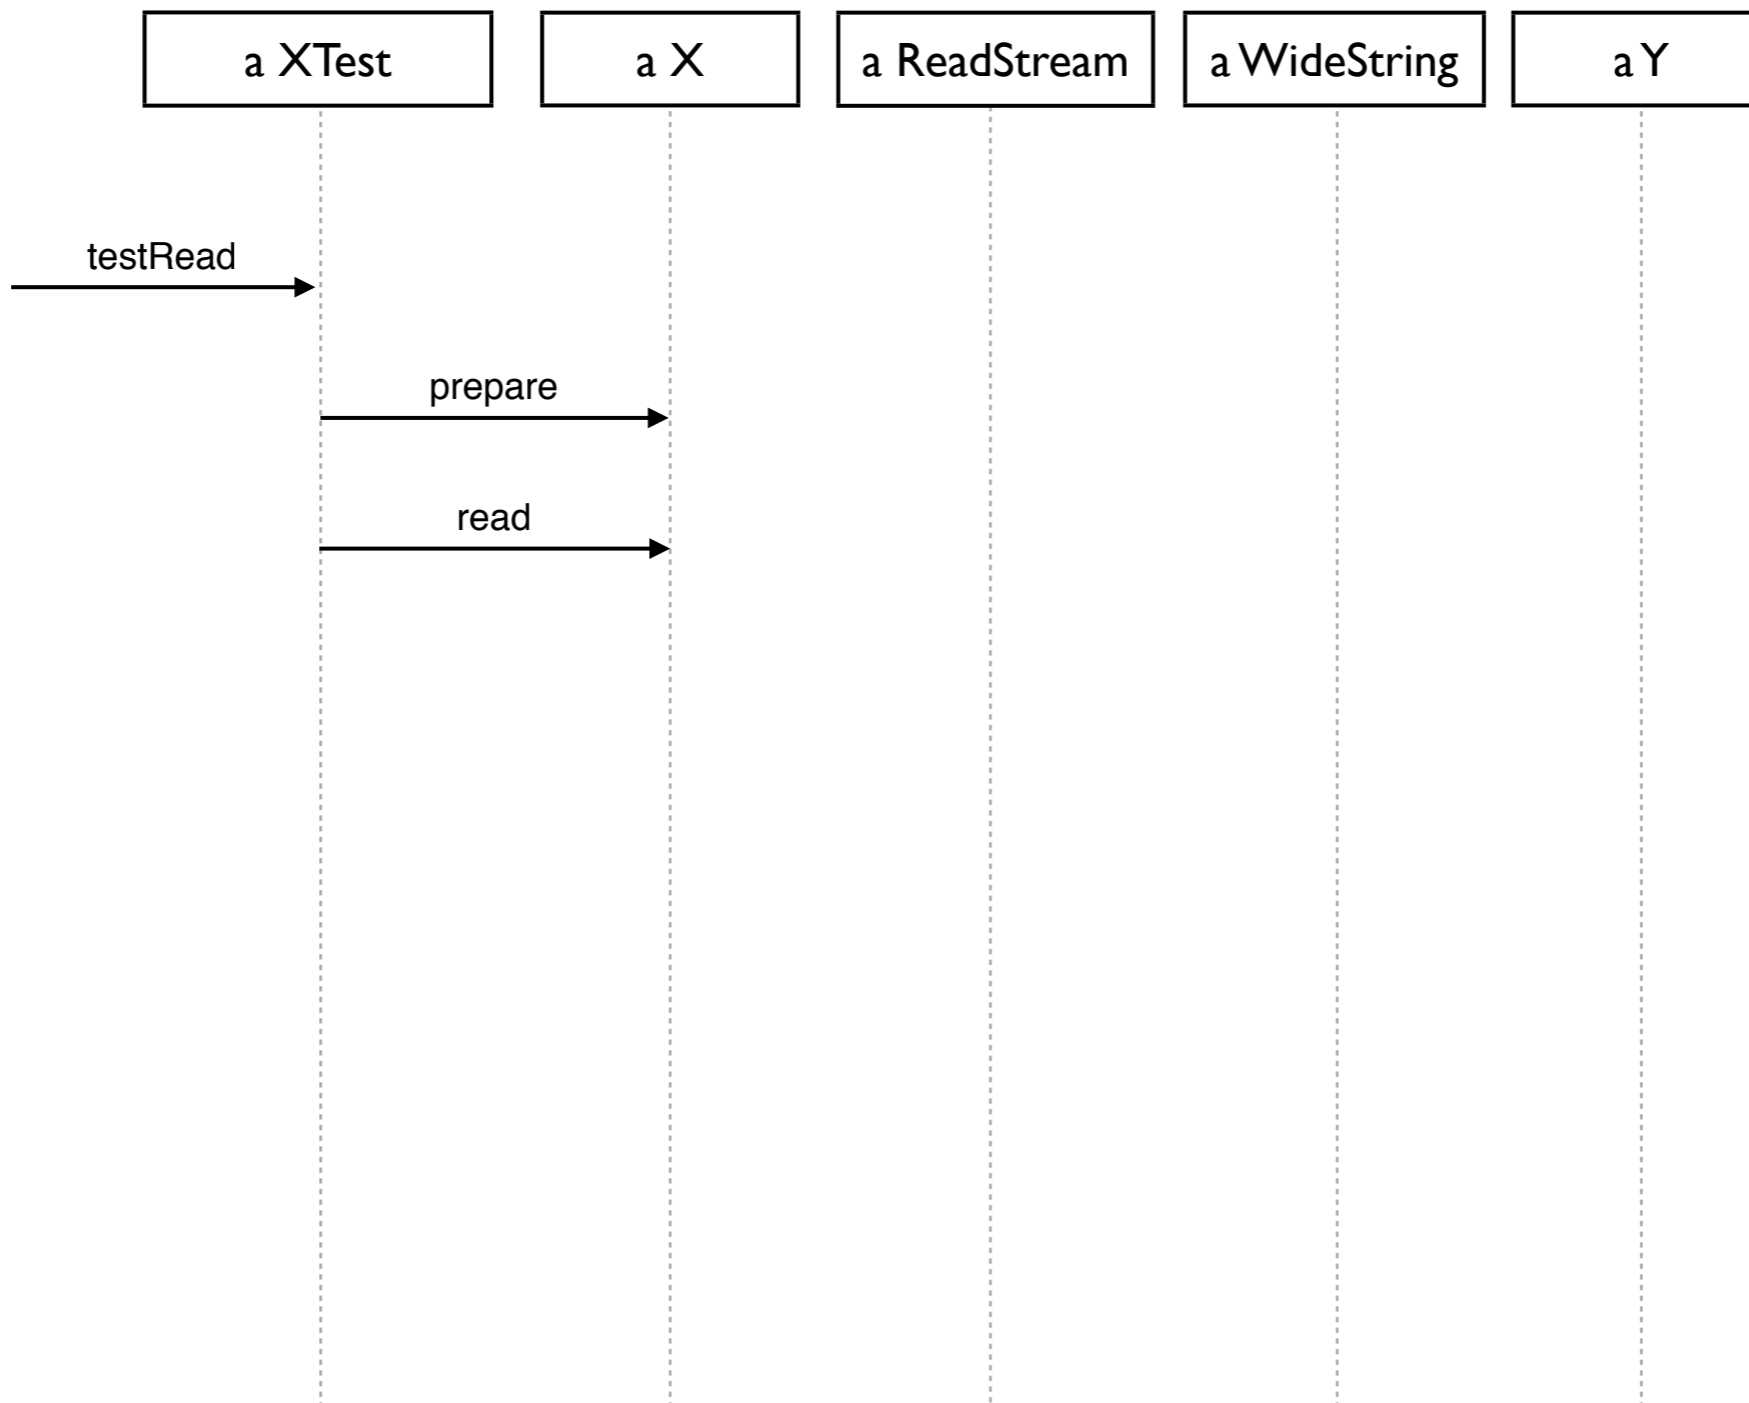 a XTest
a X
a ReadStream
a WideString
a Y
testRead
prepare
read